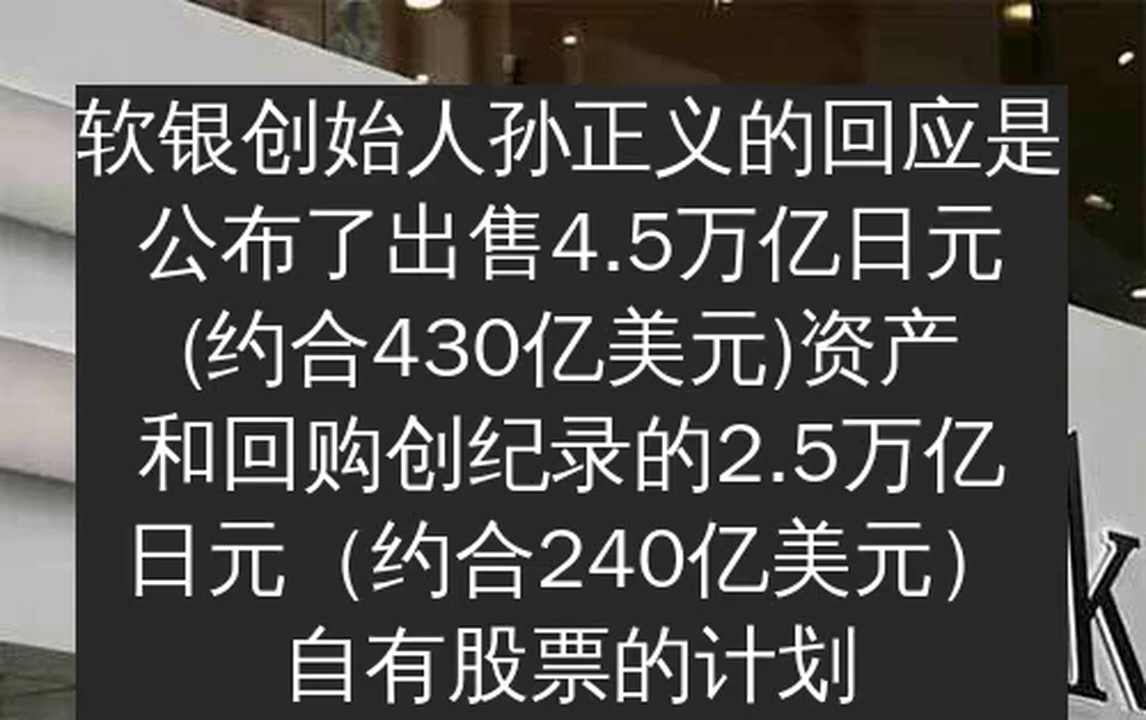 软银创始人孙正义的回应是
公布了出售4.5万亿日元
(约合430亿美元)资产
和回购创纪录的2.5万亿
日元（约合240亿美元）
自有股票的计划
k